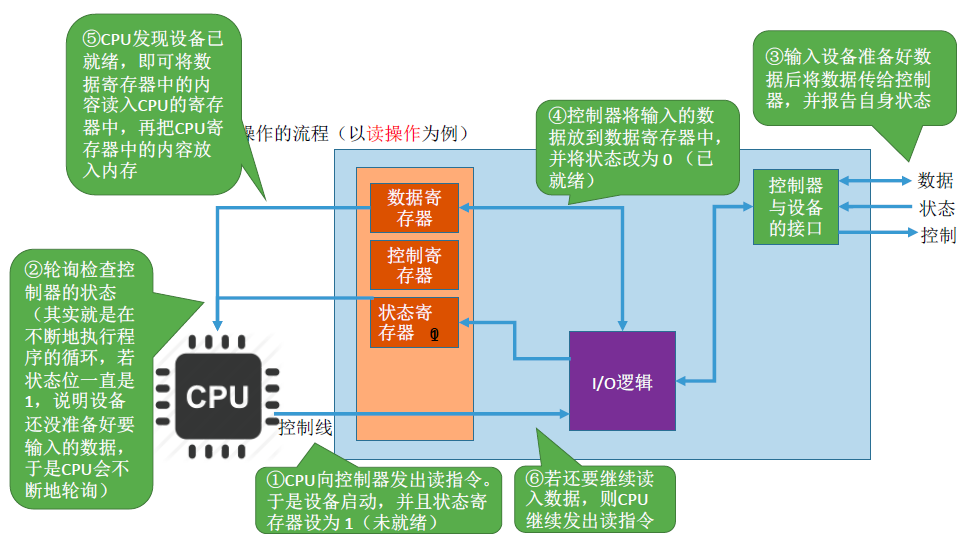 ⑤CPU发现设备已
就绪，即可将数
据寄存器中的内
容读入CPU的寄存
器中，再把CPU寄
存器中的内容放
入内存
操作的流程（以读操作为例）
③输入设备准备好数
据后将数据传给控制
器，并报告自身状态
④控制器将输入的数
据放到数据寄存器中，
并将状态改为 0 （已
就绪）
数据寄
存器
控制寄
存器
状态寄
存器
控制器
与设备
的接口
数据
状态
控制
②轮询检查控
制器的状态
（其实就是在
不断地执行程
序的循环，若
状态位一直是
1，说明设备
还没准备好要
输入的数据，
于是CPU会不
断地轮询）
CPU
I/O逻辑
控制线
①CPU向控制器发出读指令。
于是设备启动，并且状态寄
存器设为 1（未就绪）
⑥若还要继续读
入数据，则CPU
继续发出读指令